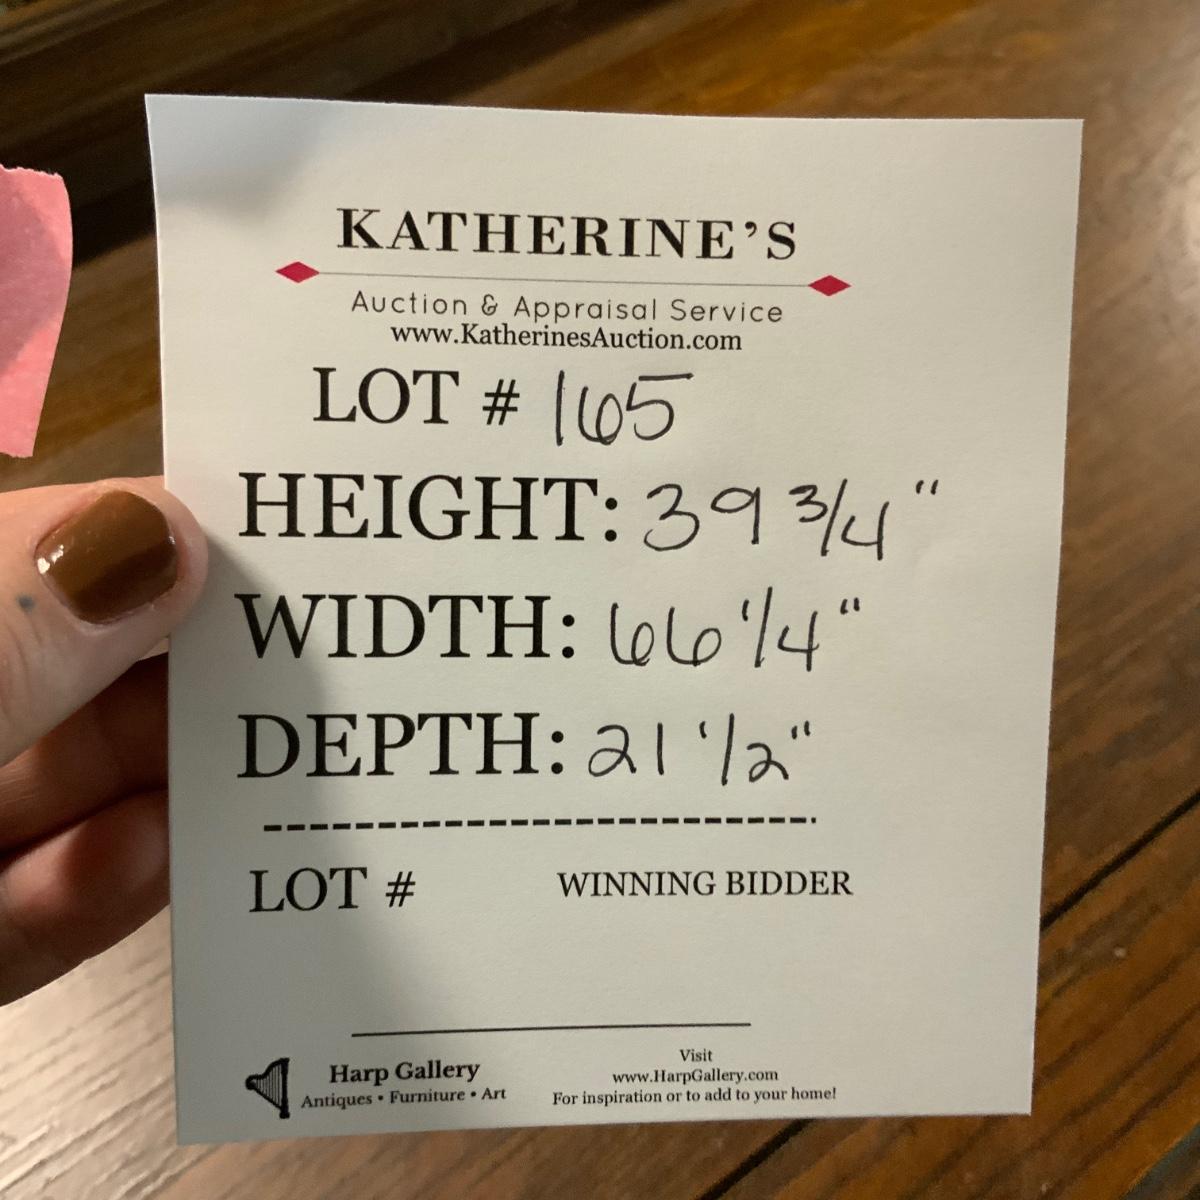 KATHERINE'S
Auction & Appraisal Service
www.KatherinesAuction.com
LOT # 165
HEIGHT: 39 3/4"
WIDTH: 66 1/4"
DEPTH: 21 1/2"
LOT # WINNING BIDDER
Harp Gallery
Antiques • Furniture • Art
Visit
www.HarpGallery.com
For inspiration or to add to your home!